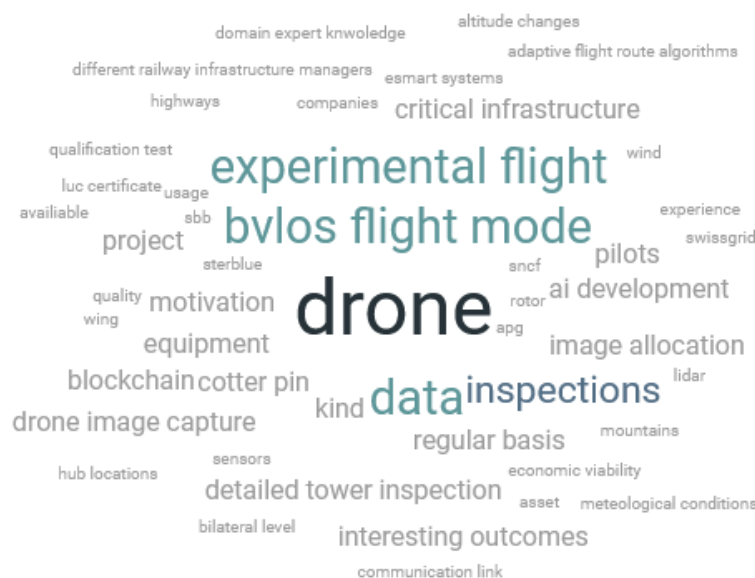 altitude changes
domain expert knwoledge
adaptive flight route algorithms
different railway infrastructure managers
esmart systems
highways
companies
critical infrastructure
qualification test
experimental flight
wind
luc certificate
usage
availiable
sbb
bvlos flight mode
experience
project
pilots
swissgrid
sterblue
sncf
quality
motivation
drone
rotor
ai development
wing
apg
equipment
image allocation
blockchain
cotter pin
kind
data
inspections
lidar
drone image capture
regular basis
mountains
hub locations
sensors
economic viability
detailed tower inspection
asset
meteological conditions
bilateral level
interesting outcomes
communication link